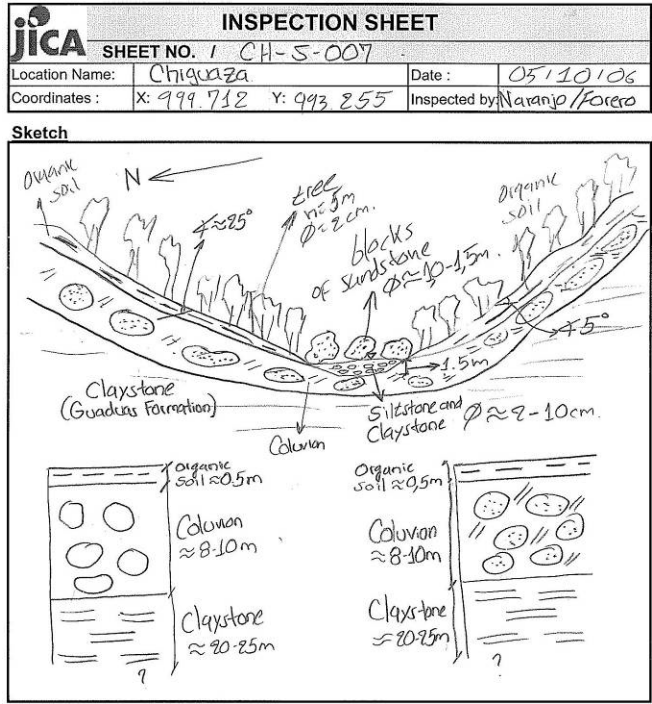 JICA
INSPECTION SHEET
SHEET NO. / CH-S-007
Location Name: Chiguaza Date : 05/10/06
Coordinates : X: 999.712 Y: 993.255 Inspected by: Naranjo/Forero
Sketch
organic
soil
N
∢≈25°
tree
h=5m
Ø=2cm.
blocks
of sandstone
Ø≈1,0-1,5m.
organic
soil
∢5°
1.5m
Claystone
(Guaduas Formation)
Coluvion
Siltstone and
Claystone Ø≈2-10cm.
organic
soil≈0.5m
Coluvion
≈8-10m
Claystone
≈20-25m
?
Organic
soil≈0,5m
Coluvion
≈8-10m
Claystone
≈20-25m
?